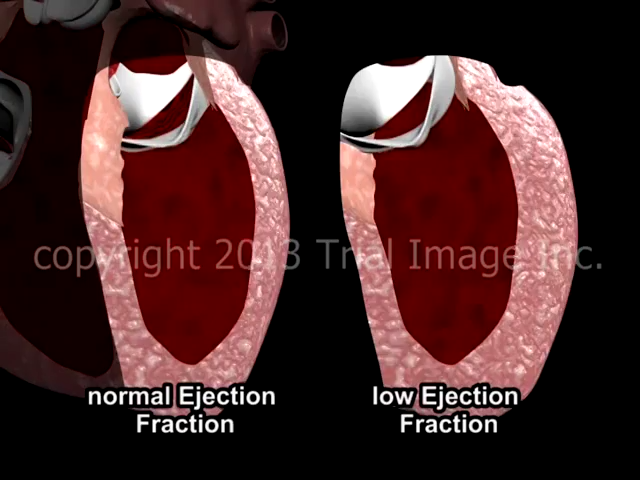 copyright 2013 Trial Image Inc.
normal Ejection
Fraction
low Ejection
Fraction